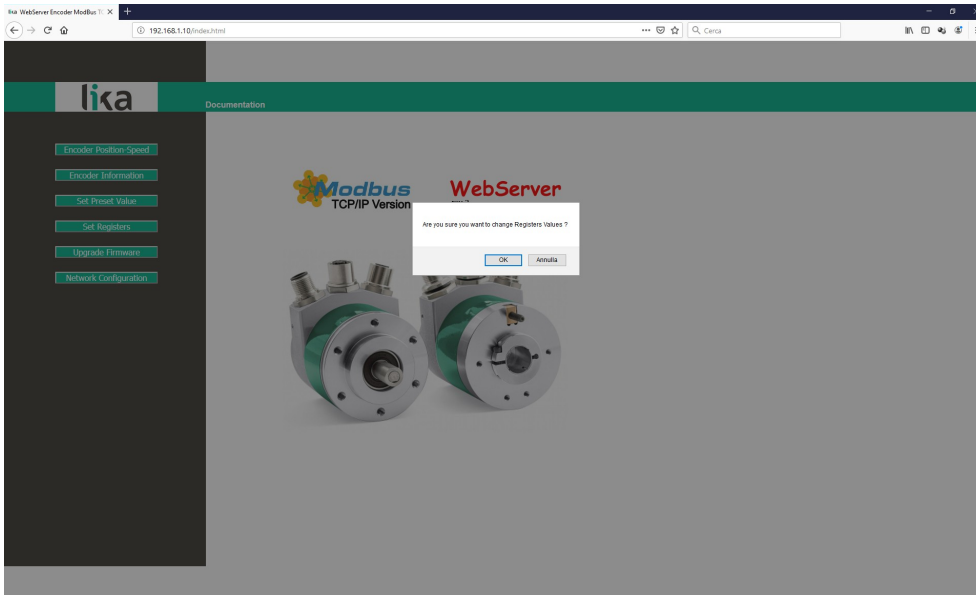 lika WebServer Encoder ModBus TC
192.168.1.10/index.html
Cerca
lika
Documentation
Encoder Position-Speed
Encoder Information
Set Preset Value
Set Registers
Upgrade Firmware
Network Configuration
Modbus
TCP/IP Version
WebServer
Are you sure you want to change Registers Values ?
OK
Annulla